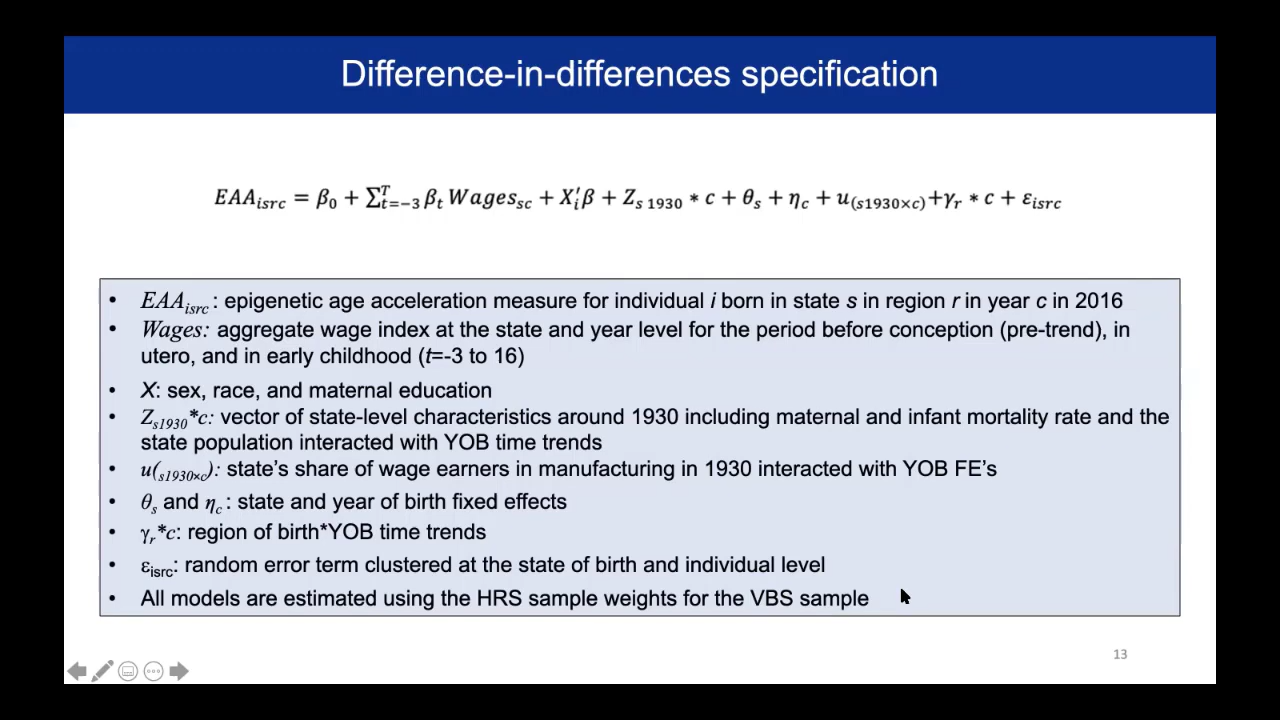 Difference-in-differences specification
EAA_isrc = β_0 + ∑_{t=−3}^{T} β_t Wages_sc + X_i'β + Z_{s 1930} * c + θ_s + η_c + u_(s1930×c)+γ_r * c + ε_isrc
• EAA_isrc : epigenetic age acceleration measure for individual i born in state s in region r in year c in 2016
• Wages: aggregate wage index at the state and year level for the period before conception (pre-trend), in
utero, and in early childhood (t=-3 to 16)
• X: sex, race, and maternal education
• Z_s1930*c: vector of state-level characteristics around 1930 including maternal and infant mortality rate and the
state population interacted with YOB time trends
• u(_s1930×c): state's share of wage earners in manufacturing in 1930 interacted with YOB FE's
• θ_s and η_c : state and year of birth fixed effects
• γ_r*c: region of birth*YOB time trends
• ε_isrc: random error term clustered at the state of birth and individual level
• All models are estimated using the HRS sample weights for the VBS sample
13